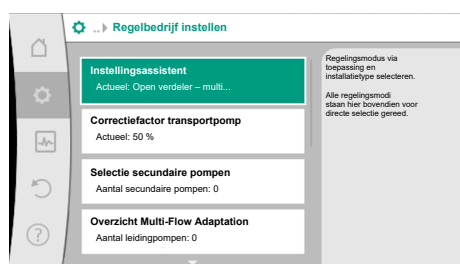 ..▸ Regelbedrijf instellen
Instellingsassistent
Actueel: Open verdeler – multi...
Correctiefactor transportpomp
Actueel: 50 %
Selectie secundaire pompen
Aantal secundaire pompen: 0
Overzicht Multi-Flow Adaptation
Aantal leidingpompen: 0
Regelingsmodus via
toepassing en
installatietype selecteren.
Alle regelingsmodi
staan hier bovendien voor
directe selectie gereed.